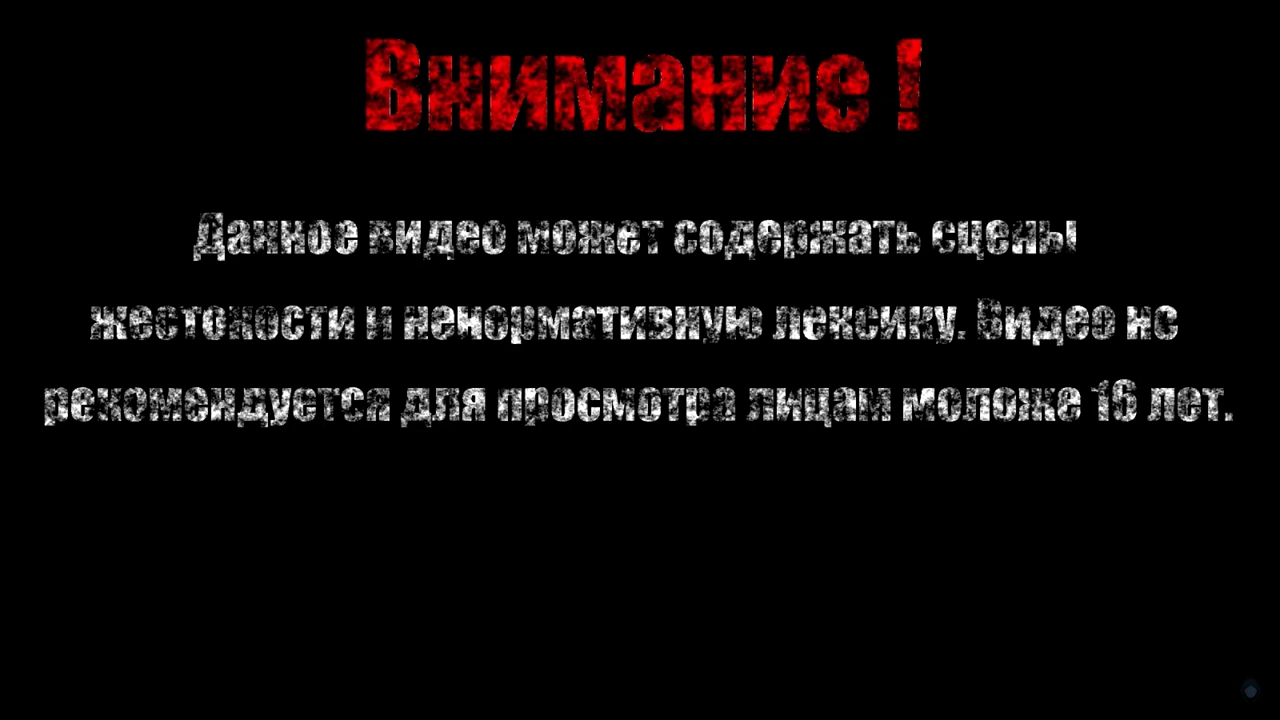 Внимание !
Данное видео может содержать сцены
жестокости и ненормативную лексику. Видео не
рекомендуется для просмотра лицам моложе 16 лет.